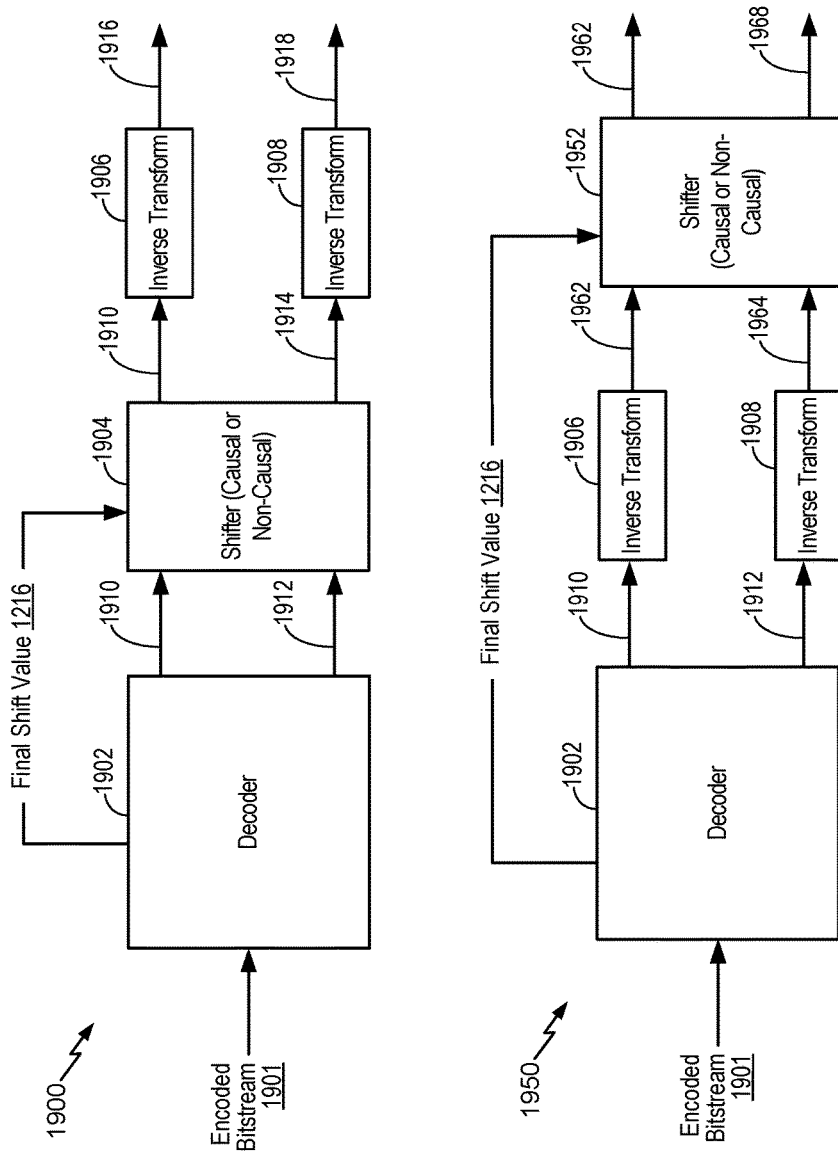 1900
Encoded
Bitstream
1901
1902
Decoder
Final Shift Value 1216
1910
1912
1904
Shifter (Causal or
Non-Causal)
1910
1914
1906
Inverse Transform
1908
Inverse Transform
1916
1918
1950
Encoded
Bitstream
1901
1902
Decoder
Final Shift Value 1216
1910
1912
1906
Inverse Transform
1908
Inverse Transform
1962
1964
1952
Shifter
(Causal or Non-
Causal)
1962
1968